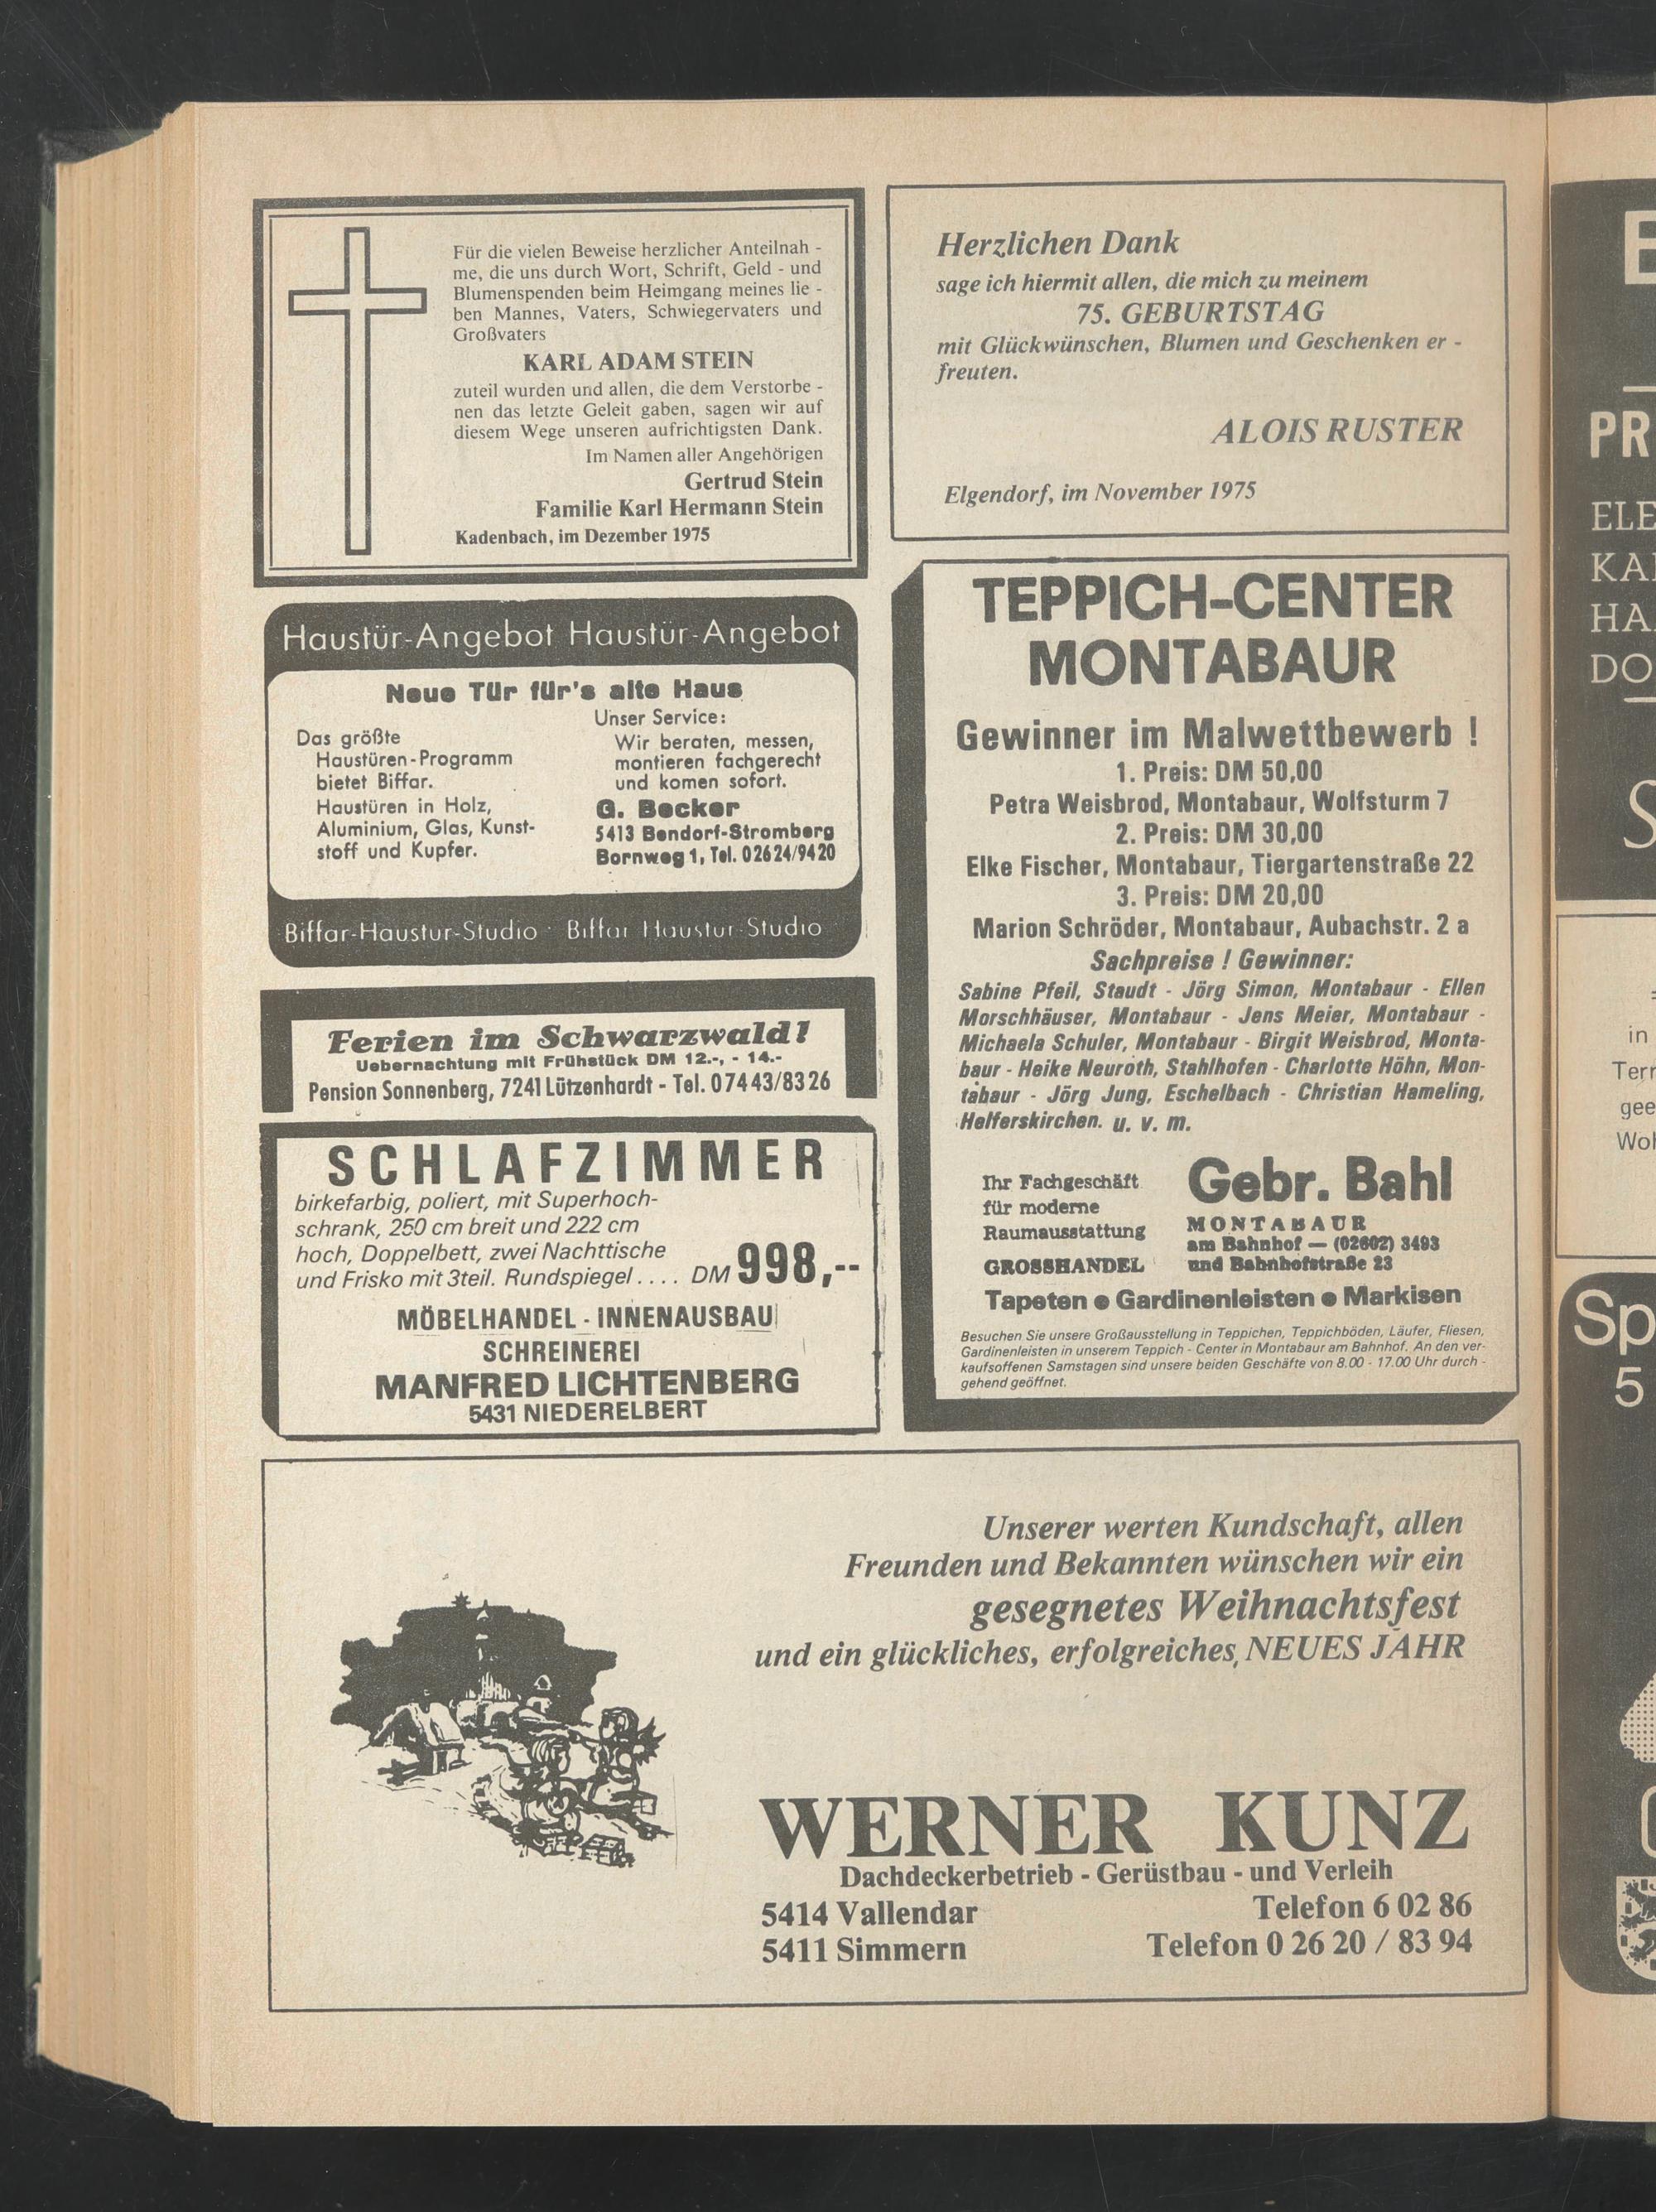 Für die vielen Beweise herzlicher Anteilnah -
me, die uns durch Wort, Schrift, Geld - und
Blumenspenden beim Heimgang meines lie -
ben Mannes, Vaters, Schwiegervaters und
Großvaters
KARL ADAM STEIN
zuteil wurden und allen, die dem Verstorbe -
nen das letzte Geleit gaben, sagen wir auf
diesem Wege unseren aufrichtigsten Dank.
Im Namen aller Angehörigen
Gertrud Stein
Familie Karl Hermann Stein
Kadenbach, im Dezember 1975
Haustür-Angebot Haustür-Angebot
Neue Tür für's alte Haus
Das größte
Haustüren-Programm
bietet Biffar.
Haustüren in Holz,
Aluminium, Glas, Kunst-
stoff und Kupfer.
Unser Service:
Wir beraten, messen,
montieren fachgerecht
und komen sofort.
G. Becker
5413 Bendorf-Stromberg
Bornweg 1, Tel. 02624/9420
Biffar-Haustur-Studio · Biffar Haustur-Studio
Ferien im Schwarzwald!
Uebernachtung mit Frühstück DM 12.-, - 14.-
Pension Sonnenberg, 7241 Lützenhardt - Tel. 07443/8326
SCHLAFZIMMER
birkefarbig, poliert, mit Superhoch-
schrank, 250 cm breit und 222 cm
hoch, Doppelbett, zwei Nachttische
und Frisko mit 3teil. Rundspiegel .... DM 998,--
MÖBELHANDEL - INNENAUSBAU
SCHREINEREI
MANFRED LICHTENBERG
5431 NIEDERELBERT
Herzlichen Dank
sage ich hiermit allen, die mich zu meinem
75. GEBURTSTAG
mit Glückwünschen, Blumen und Geschenken er -
freuten.
ALOIS RUSTER
Elgendorf, im November 1975
TEPPICH-CENTER
MONTABAUR
Gewinner im Malwettbewerb !
1. Preis: DM 50,00
Petra Weisbrod, Montabaur, Wolfsturm 7
2. Preis: DM 30,00
Elke Fischer, Montabaur, Tiergartenstraße 22
3. Preis: DM 20,00
Marion Schröder, Montabaur, Aubachstr. 2 a
Sachpreise ! Gewinner:
Sabine Pfeil, Staudt - Jörg Simon, Montabaur - Ellen
Morschhäuser, Montabaur - Jens Meier, Montabaur -
Michaela Schuler, Montabaur - Birgit Weisbrod, Monta-
baur - Heike Neuroth, Stahlhofen - Charlotte Höhn, Mon-
tabaur - Jörg Jung, Eschelbach - Christian Hameling,
Helferskirchen. u. v. m.
Ihr Fachgeschäft
für moderne
Raumausstattung
GROSSHANDEL
Gebr. Bahl
MONTABAUR
am Bahnhof — (02602) 3493
und Bahnhofstraße 23
Tapeten ● Gardinenleisten ● Markisen
Besuchen Sie unsere Großausstellung in Teppichen, Teppichböden, Läufer, Fliesen,
Gardinenleisten in unserem Teppich - Center in Montabaur am Bahnhof. An den ver-
kaufsoffenen Samstagen sind unsere beiden Geschäfte von 8.00 - 17.00 Uhr durch -
gehend geöffnet.
Unserer werten Kundschaft, allen
Freunden und Bekannten wünschen wir ein
gesegnetes Weihnachtsfest
und ein glückliches, erfolgreiches, NEUES JAHR
WERNER KUNZ
Dachdeckerbetrieb - Gerüstbau - und Verleih
5414 Vallendar Telefon 6 02 86
5411 Simmern Telefon 0 26 20 / 83 94
PR
ELE
HA
DO
in
Terr
gee
Sp
5